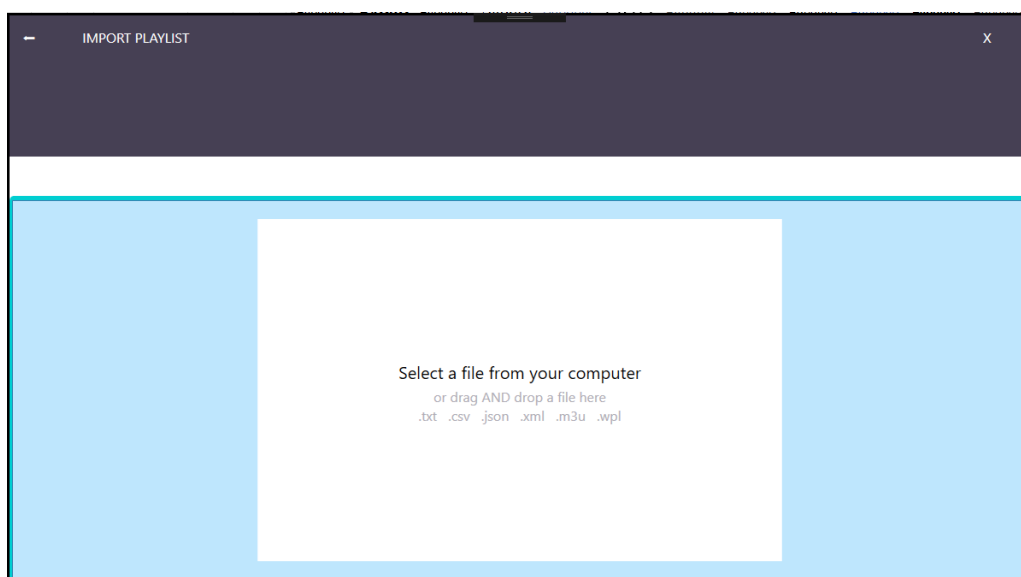 ← IMPORT PLAYLIST X
Select a file from your computer
or drag AND drop a file here
.txt .csv .json .xml .m3u .wpl